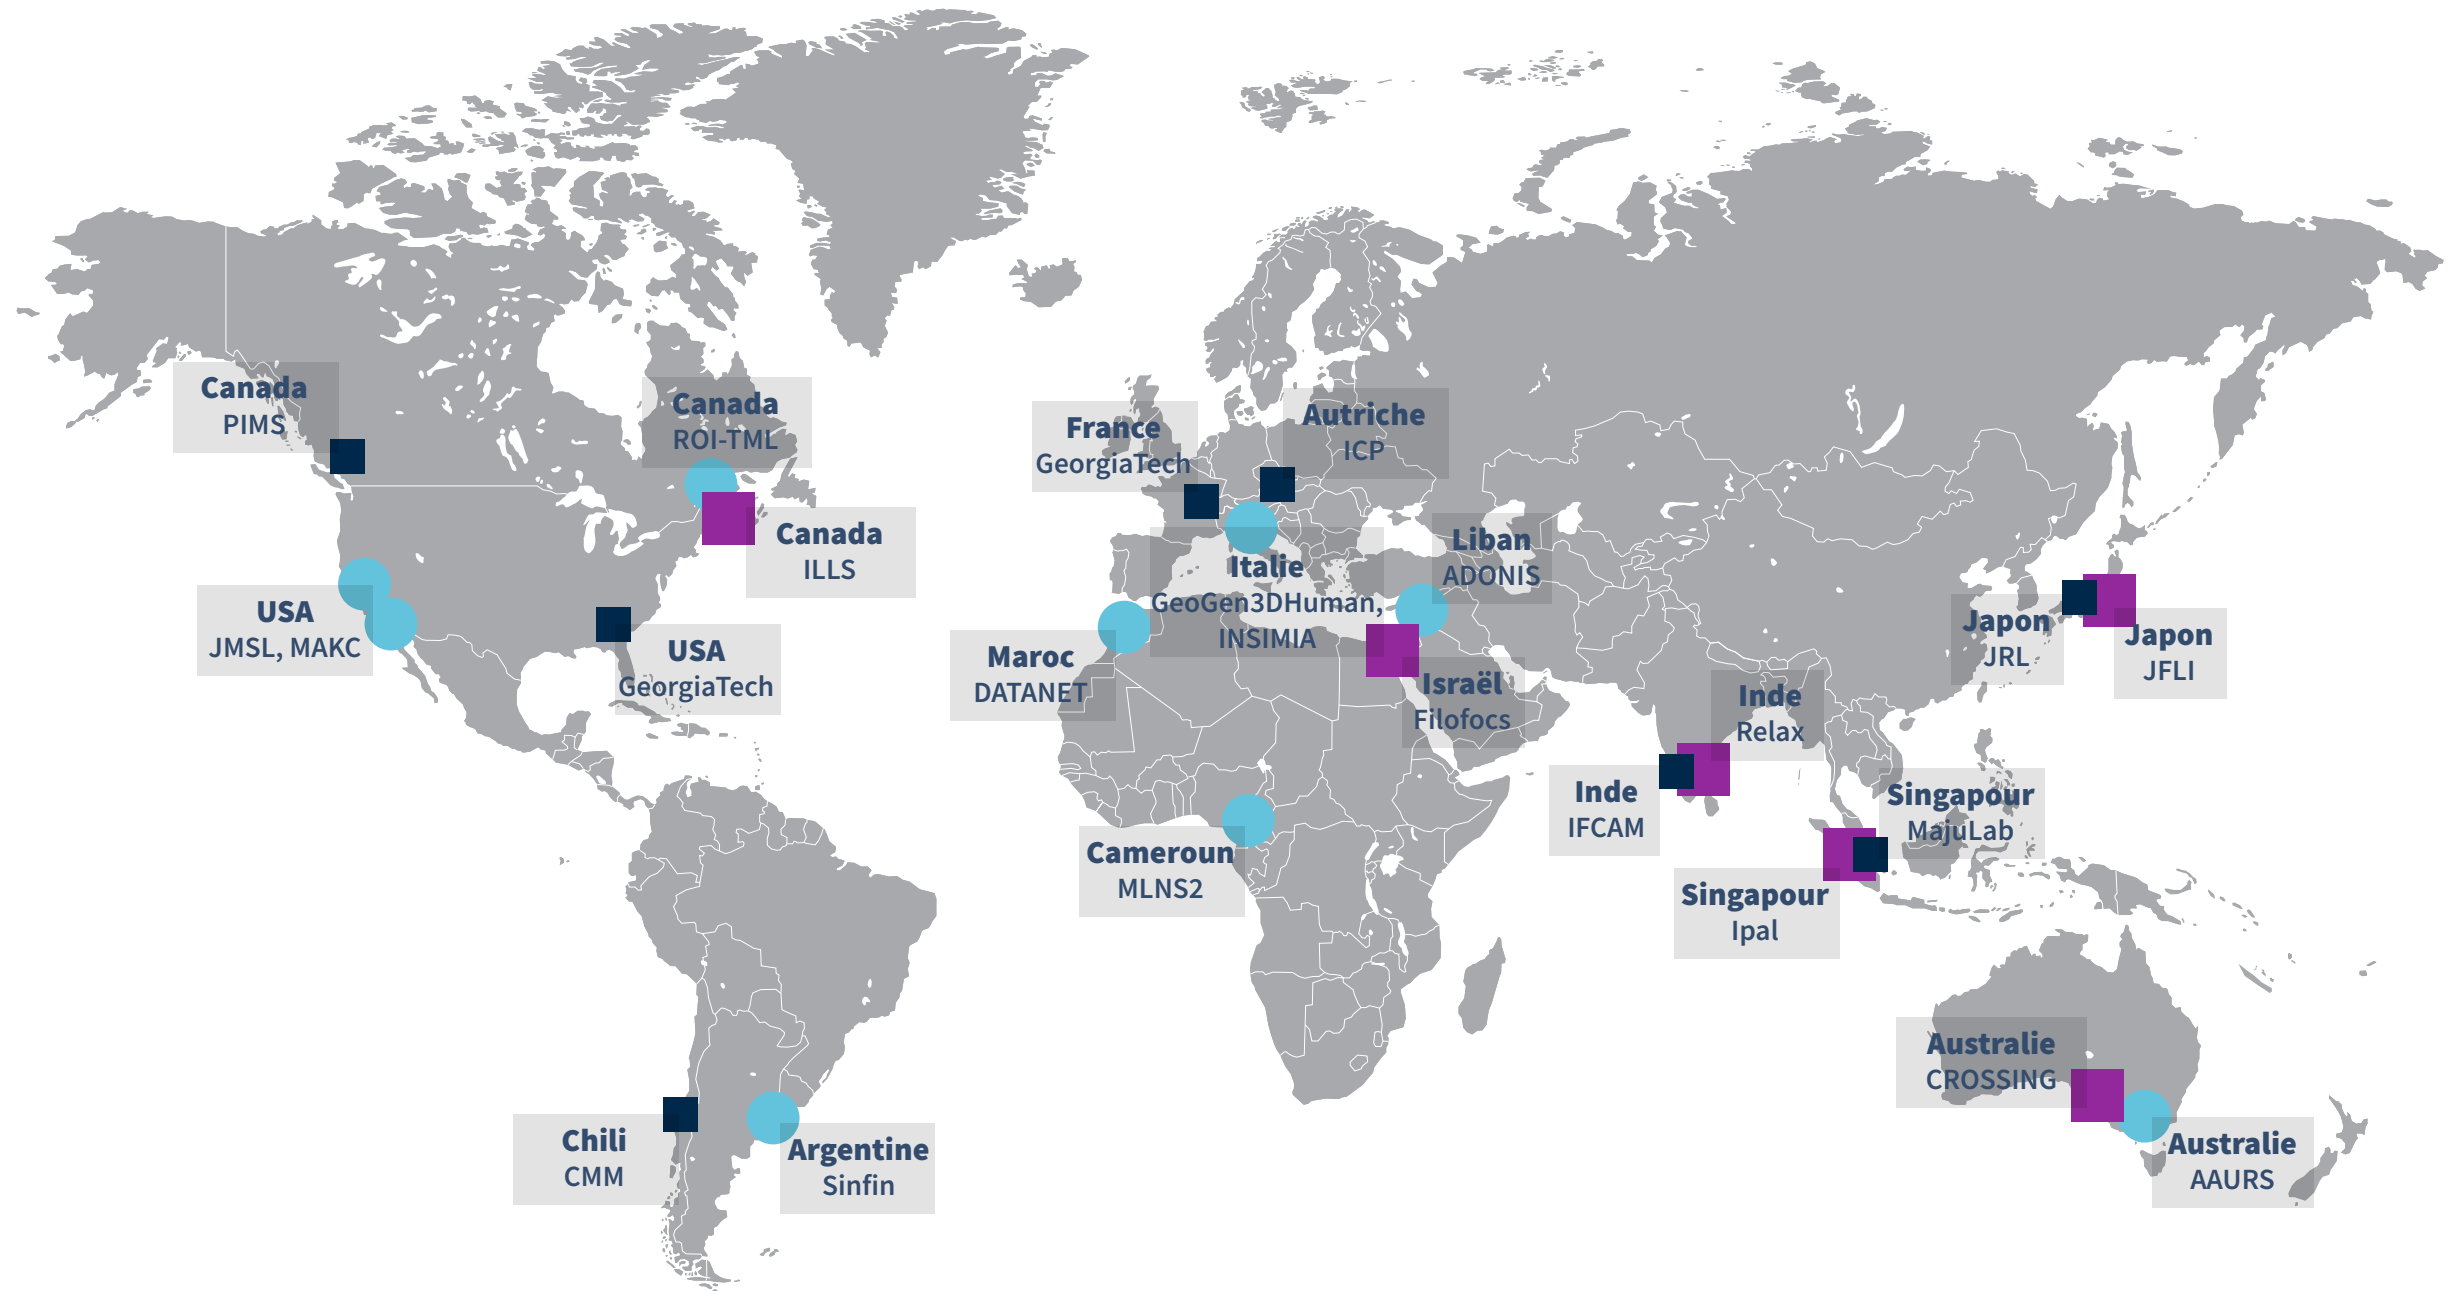 Canada
PIMS
Canada
ROI-TML
France
GeorgiaTech
Autriche
ICP
Canada
ILLS
Liban
ADONIS
Italie
GeoGen3DHuman,
INSIMIA
USA
JMSL, MAKC
USA
GeorgiaTech
Maroc
DATANET
Israël
Filofocs
Japon
JRL
Japon
JFLI
Inde
Relax
Inde
IFCAM
Singapour
MajuLab
Cameroun
MLNS2
Singapour
Ipal
Australie
CROSSING
Chili
CMM
Argentine
Sinfin
Australie
AAURS